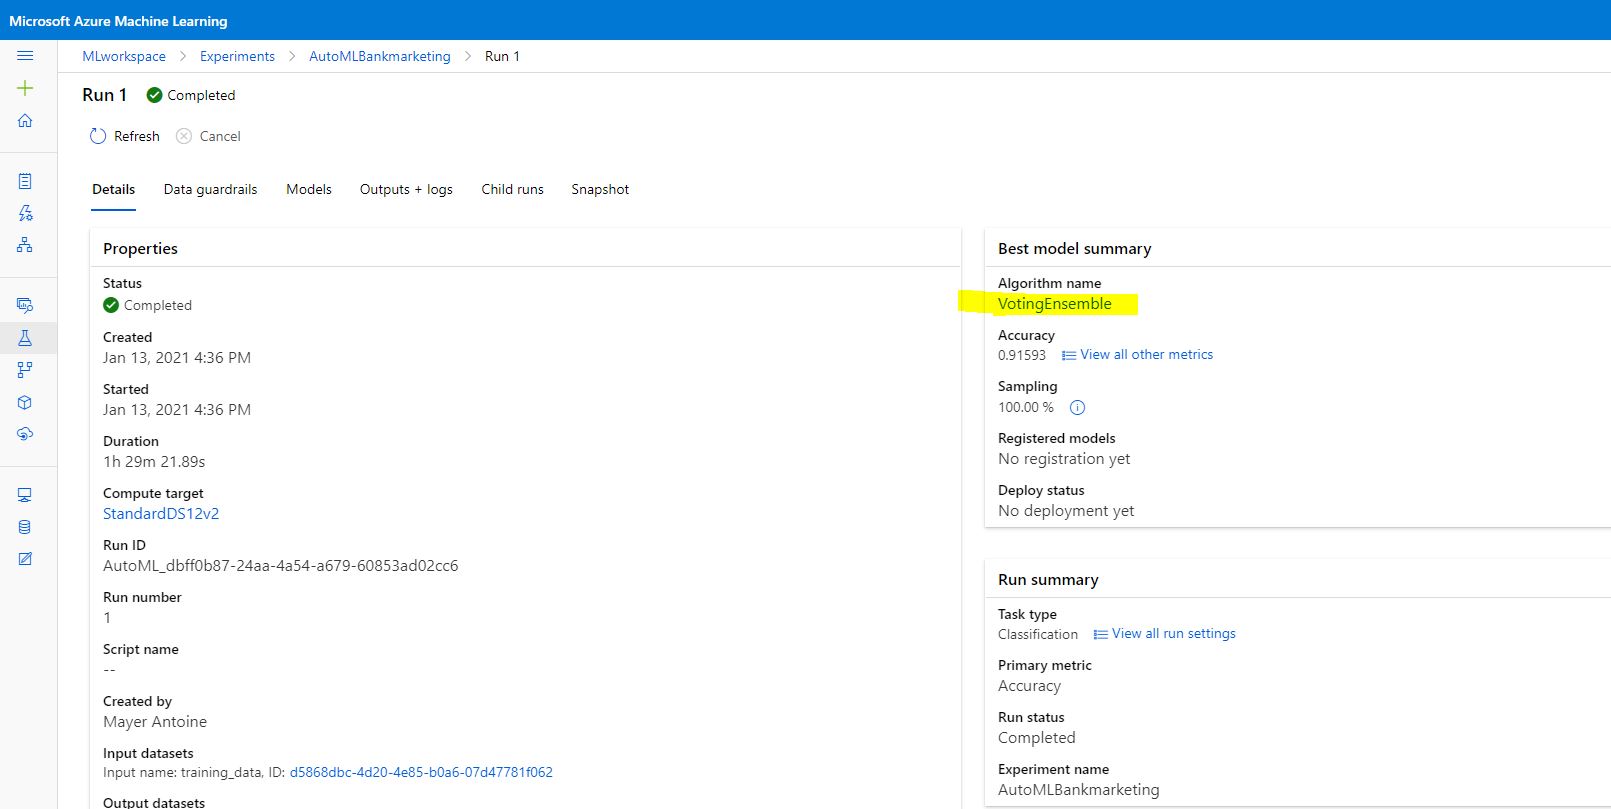 Microsoft Azure Machine Learning
MLworkspace > Experiments > AutoMLBankmarketing > Run 1
Run 1 Completed
Refresh Cancel
Details Data guardrails Models Outputs + logs Child runs Snapshot
Properties
Status
Completed
Created
Jan 13, 2021 4:36 PM
Started
Jan 13, 2021 4:36 PM
Duration
1h 29m 21.89s
Compute target
StandardDS12v2
Run ID
AutoML_dbff0b87-24aa-4a54-a679-60853ad02cc6
Run number
1
Script name
--
Created by
Mayer Antoine
Input datasets
Input name: training_data, ID: d5868dbc-4d20-4e85-b0a6-07d47781f062
Output datasets
Best model summary
Algorithm name
VotingEnsemble
Accuracy
0.91593 View all other metrics
Sampling
100.00 %
Registered models
No registration yet
Deploy status
No deployment yet
Run summary
Task type
Classification View all run settings
Primary metric
Accuracy
Run status
Completed
Experiment name
AutoMLBankmarketing